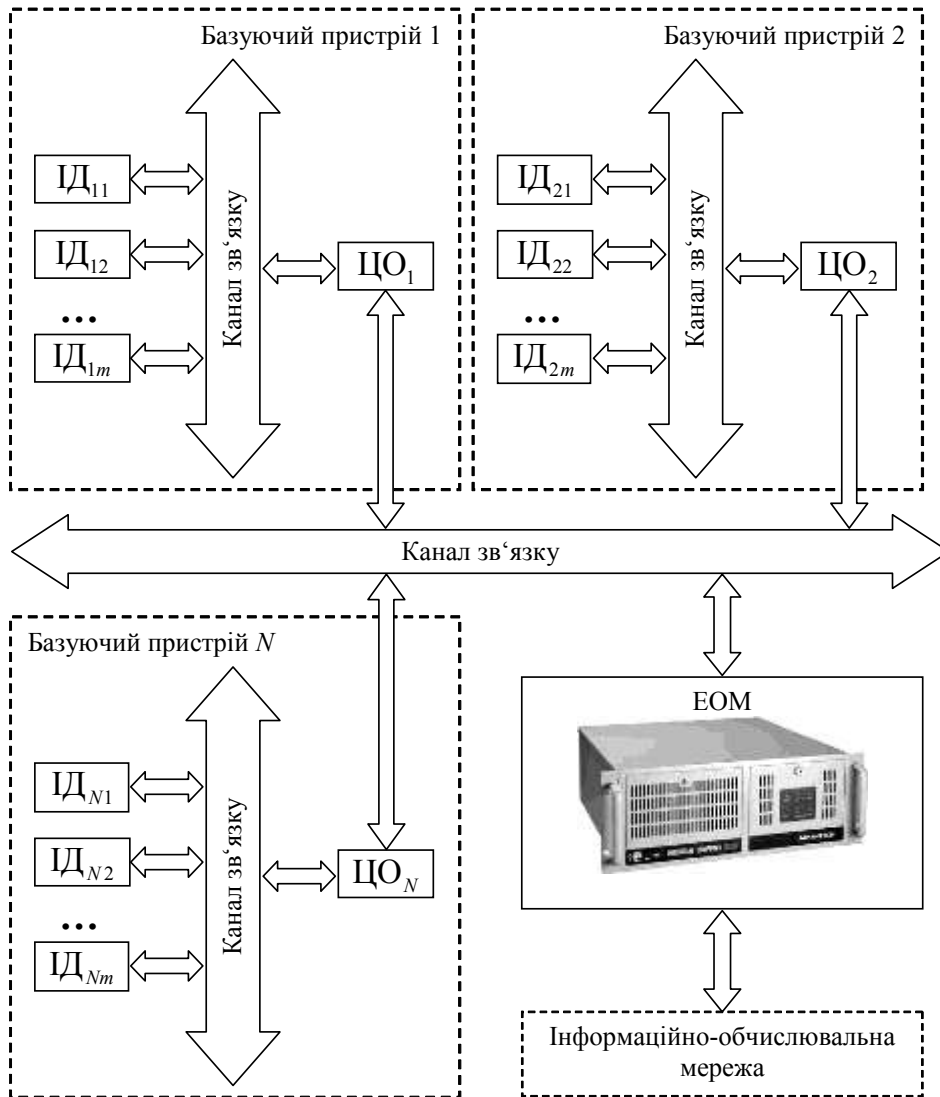 Базуючий пристрій 1
ІД11
ІД12
...
ІД1m
Канал зв‘язку
ЦО1
Базуючий пристрій 2
ІД21
ІД22
...
ІД2m
Канал зв‘язку
ЦО2
Канал зв‘язку
Базуючий пристрій N
ІДN1
ІДN2
...
ІДNm
Канал зв‘язку
ЦОN
ЕОМ
Інформаційно-обчислювальна
мережа